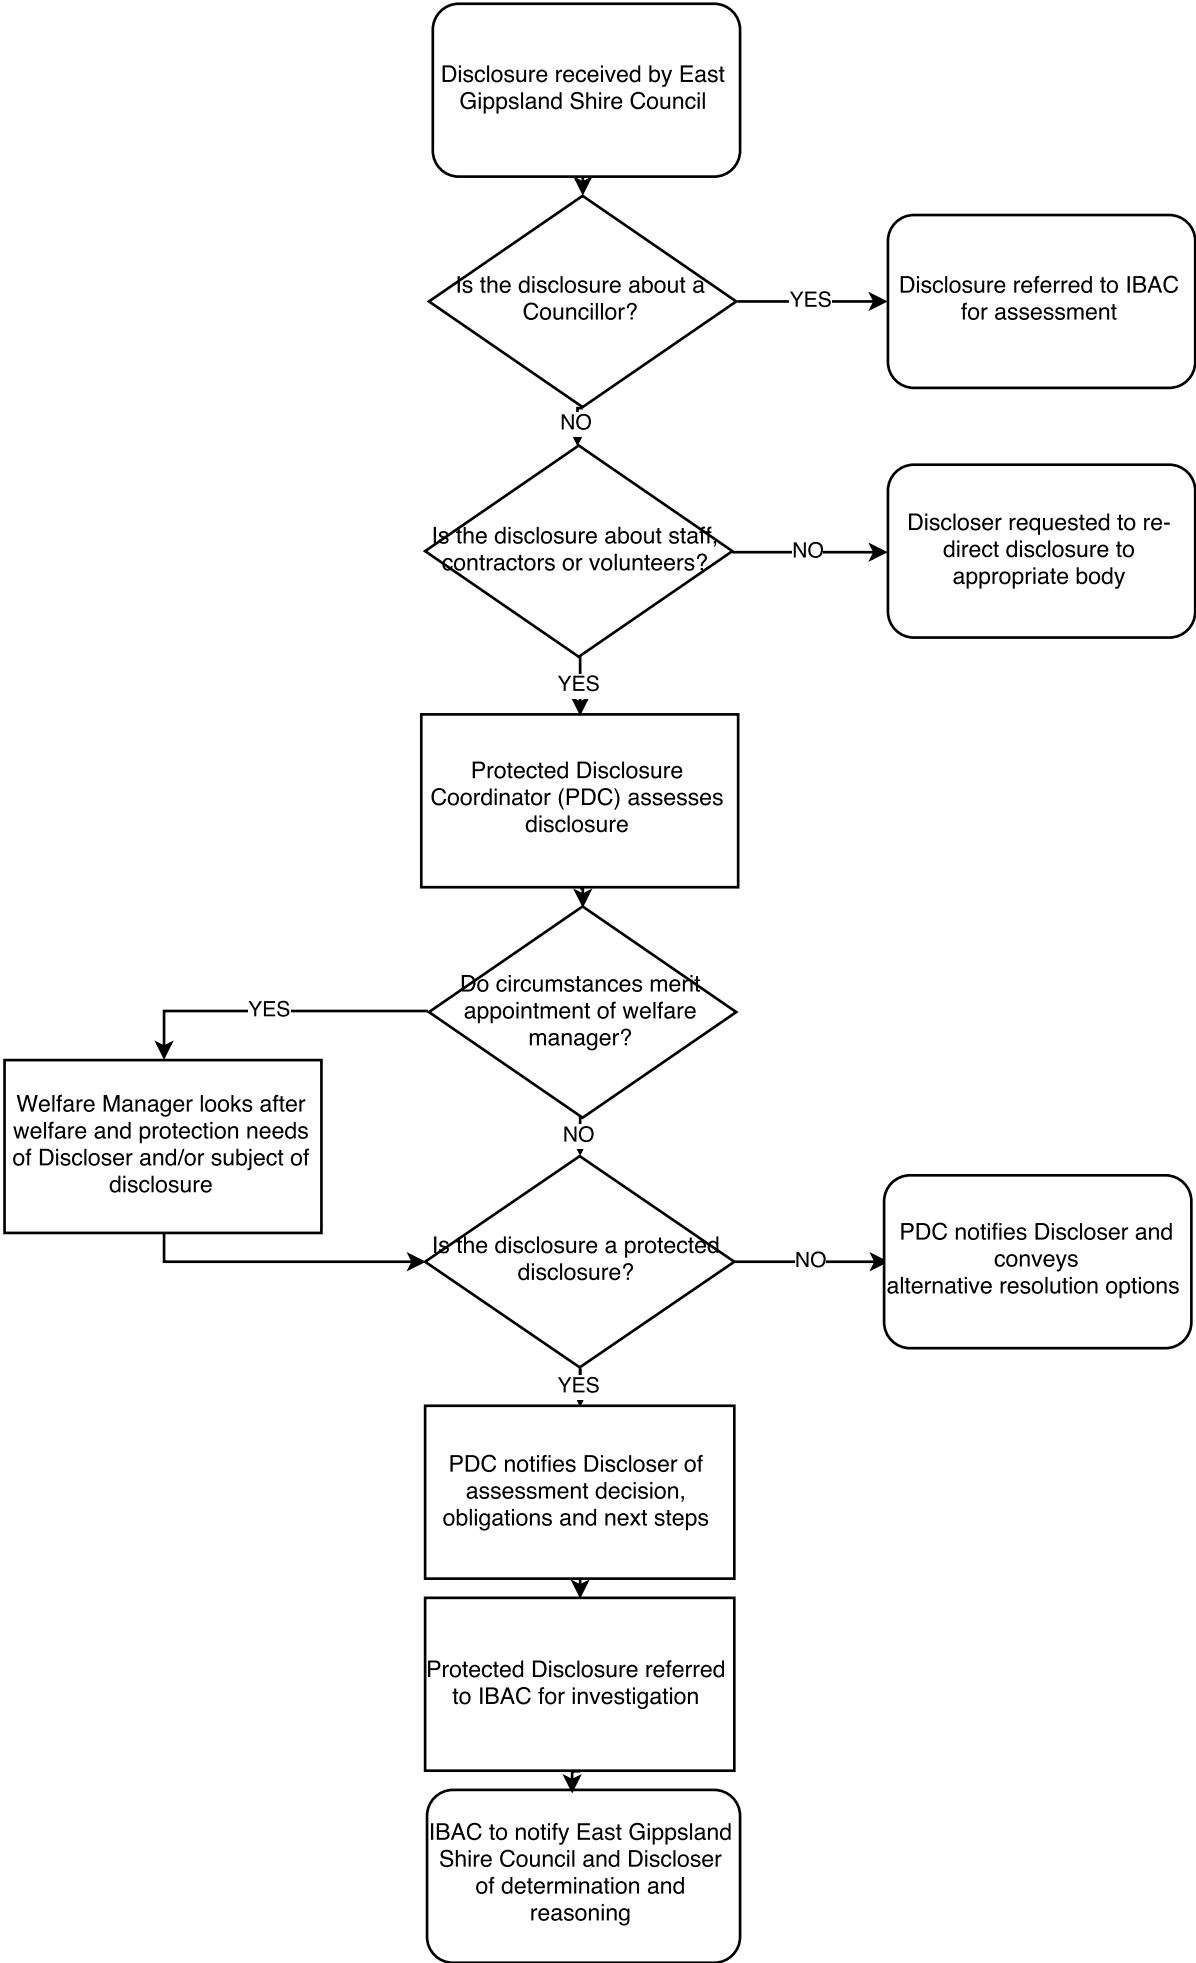 Disclosure received by East
Gippsland Shire Council
Is the disclosure about a
Councillor?
YES
Disclosure referred to IBAC
for assessment
NO
Is the disclosure about staff,
contractors or volunteers?
NO
Discloser requested to re-
direct disclosure to
appropriate body
YES
Protected Disclosure
Coordinator (PDC) assesses
disclosure
Do circumstances merit
appointment of welfare
manager?
YES
Welfare Manager looks after
welfare and protection needs
of Discloser and/or subject of
disclosure
NO
Is the disclosure a protected
disclosure?
NO
PDC notifies Discloser and
conveys
alternative resolution options
YES
PDC notifies Discloser of
assessment decision,
obligations and next steps
Protected Disclosure referred
to IBAC for investigation
IBAC to notify East Gippsland
Shire Council and Discloser
of determination and
reasoning